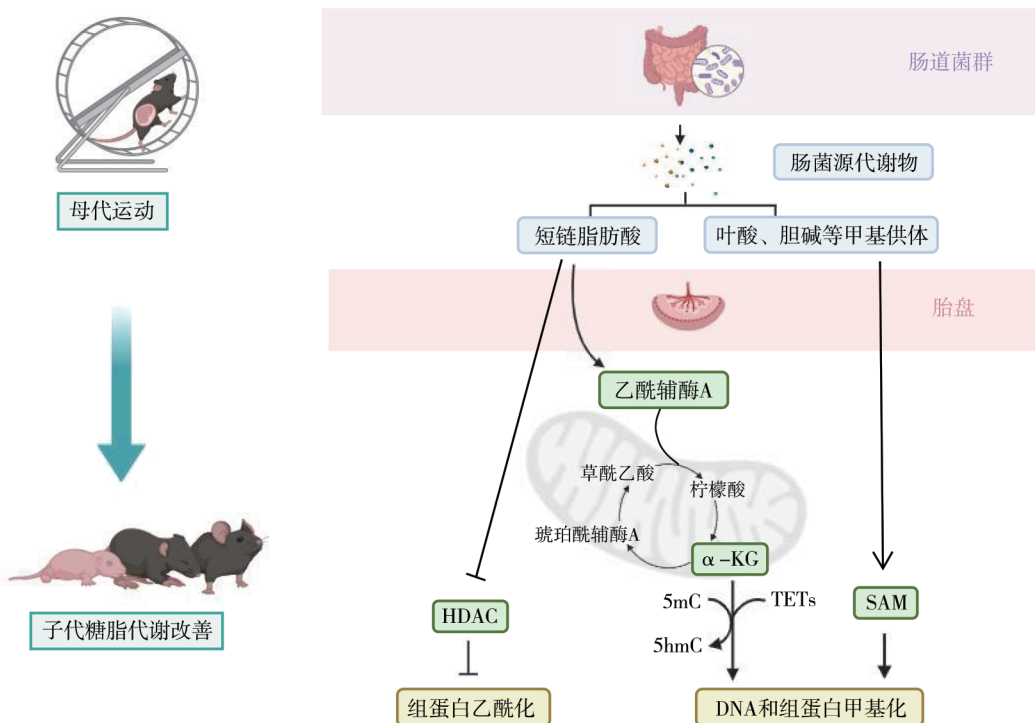 肠道菌群
肠菌源代谢物
母代运动
短链脂肪酸
叶酸、胆碱等甲基供体
胎盘
乙酰辅酶A
草酰乙酸
柠檬酸
琥珀酰辅酶A
α-KG
5mC
TETs
SAM
HDAC
5hmC
子代糖脂代谢改善
组蛋白乙酰化
DNA和组蛋白甲基化